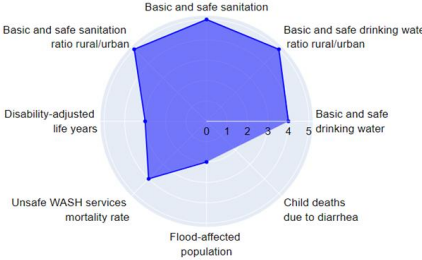 Basic and safe sanitation
Basic and safe sanitation
ratio rural/urban
Basic and safe drinking wate
ratio rural/urban
Disability-adjusted
life years
0 1 2 3 4 5
Basic and safe
drinking water
Unsafe WASH services
mortality rate
Child deaths
due to diarrhea
Flood-affected
population